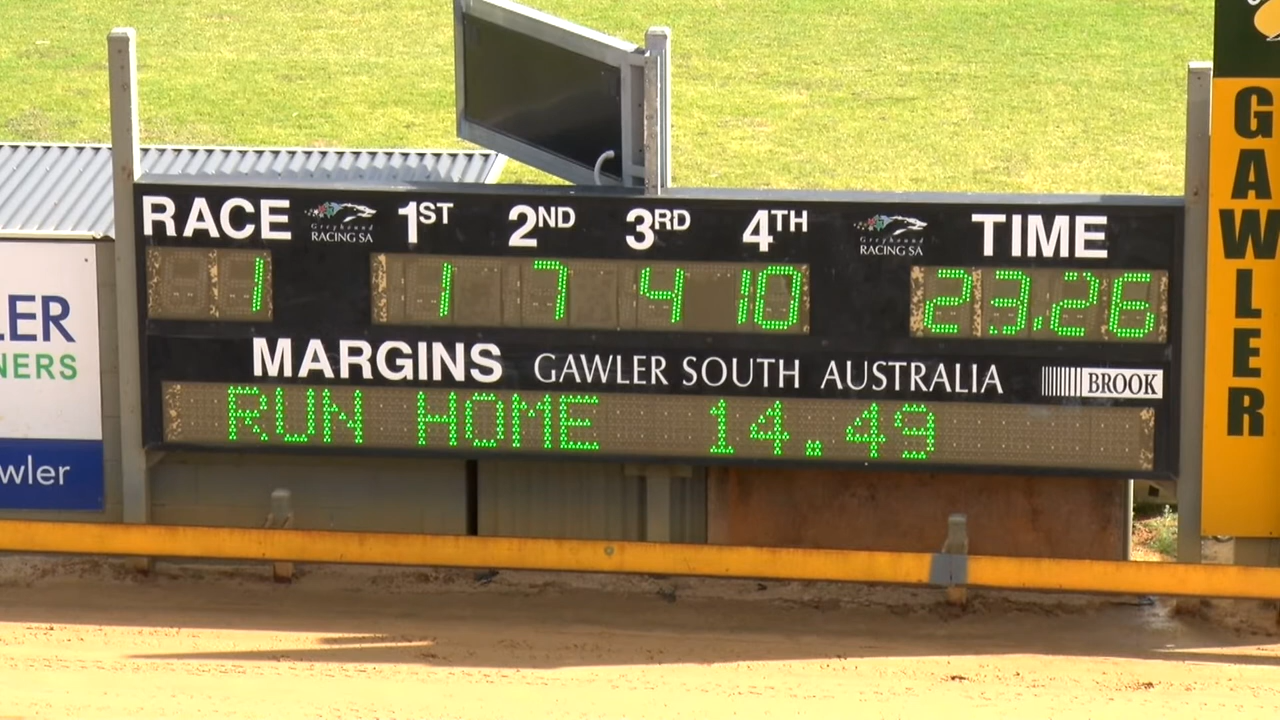 RACE 1ST 2ND 3RD 4TH TIME
Greyhound
RACING SA
Greyhound
RACING SA
1 1 7 4 10 23.26
MARGINS GAWLER SOUTH AUSTRALIA BROOK
RUN HOME 14.49
LER
NERS
wler
GAWLER